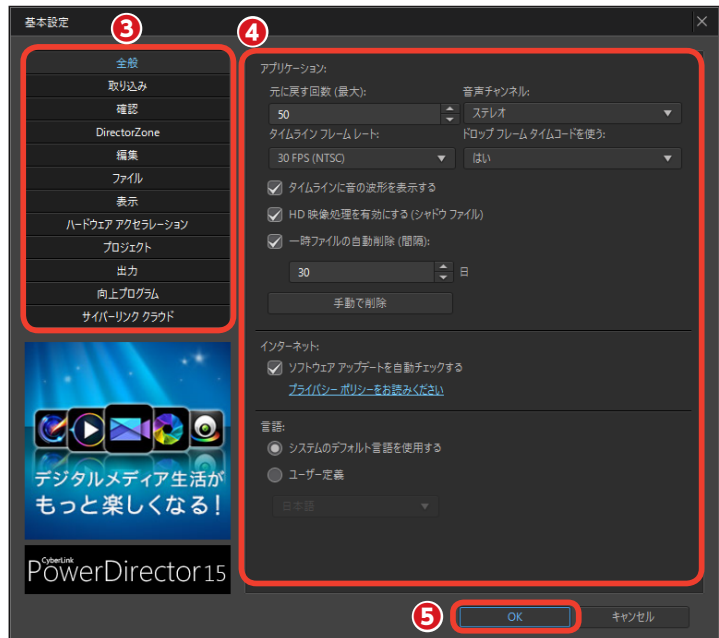 基本設定
③
④
全般
取り込み
確認
DirectorZone
編集
ファイル
表示
ハードウェア アクセラレーション
プロジェクト
出力
向上プログラム
サイバーリンク クラウド
デジタルメディア生活が
もっと楽しくなる!
CyberLink
PowerDirector 15
アプリケーション:
元に戻す回数 (最大): 音声チャンネル:
50 ステレオ
タイムライン フレーム レート: ドロップ フレーム タイムコードを使う:
30 FPS (NTSC) はい
タイムラインに音の波形を表示する
HD 映像処理を有効にする (シャドウ ファイル)
一時ファイルの自動削除 (間隔):
30 日
手動で削除
インターネット:
ソフトウェア アップデートを自動チェックする
プライバシー ポリシーをお読みください
言語:
システムのデフォルト言語を使用する
ユーザー定義
日本語
⑤ OK キャンセル